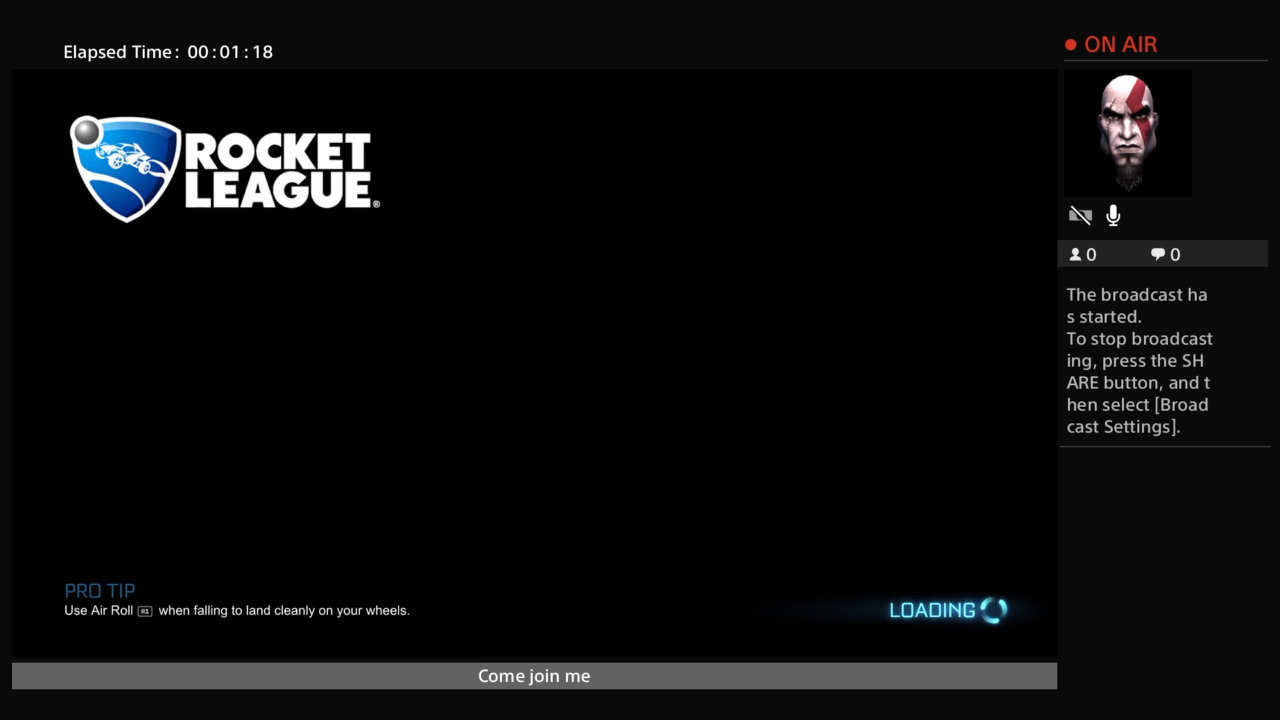 Elapsed Time: 00:01:18
ON AIR
ROCKET
LEAGUE®
0 0
The broadcast ha
s started.
To stop broadcast
ing, press the SH
ARE button, and t
hen select [Broad
cast Settings].
PRO TIP
Use Air Roll R1 when falling to land cleanly on your wheels.
LOADING
Come join me